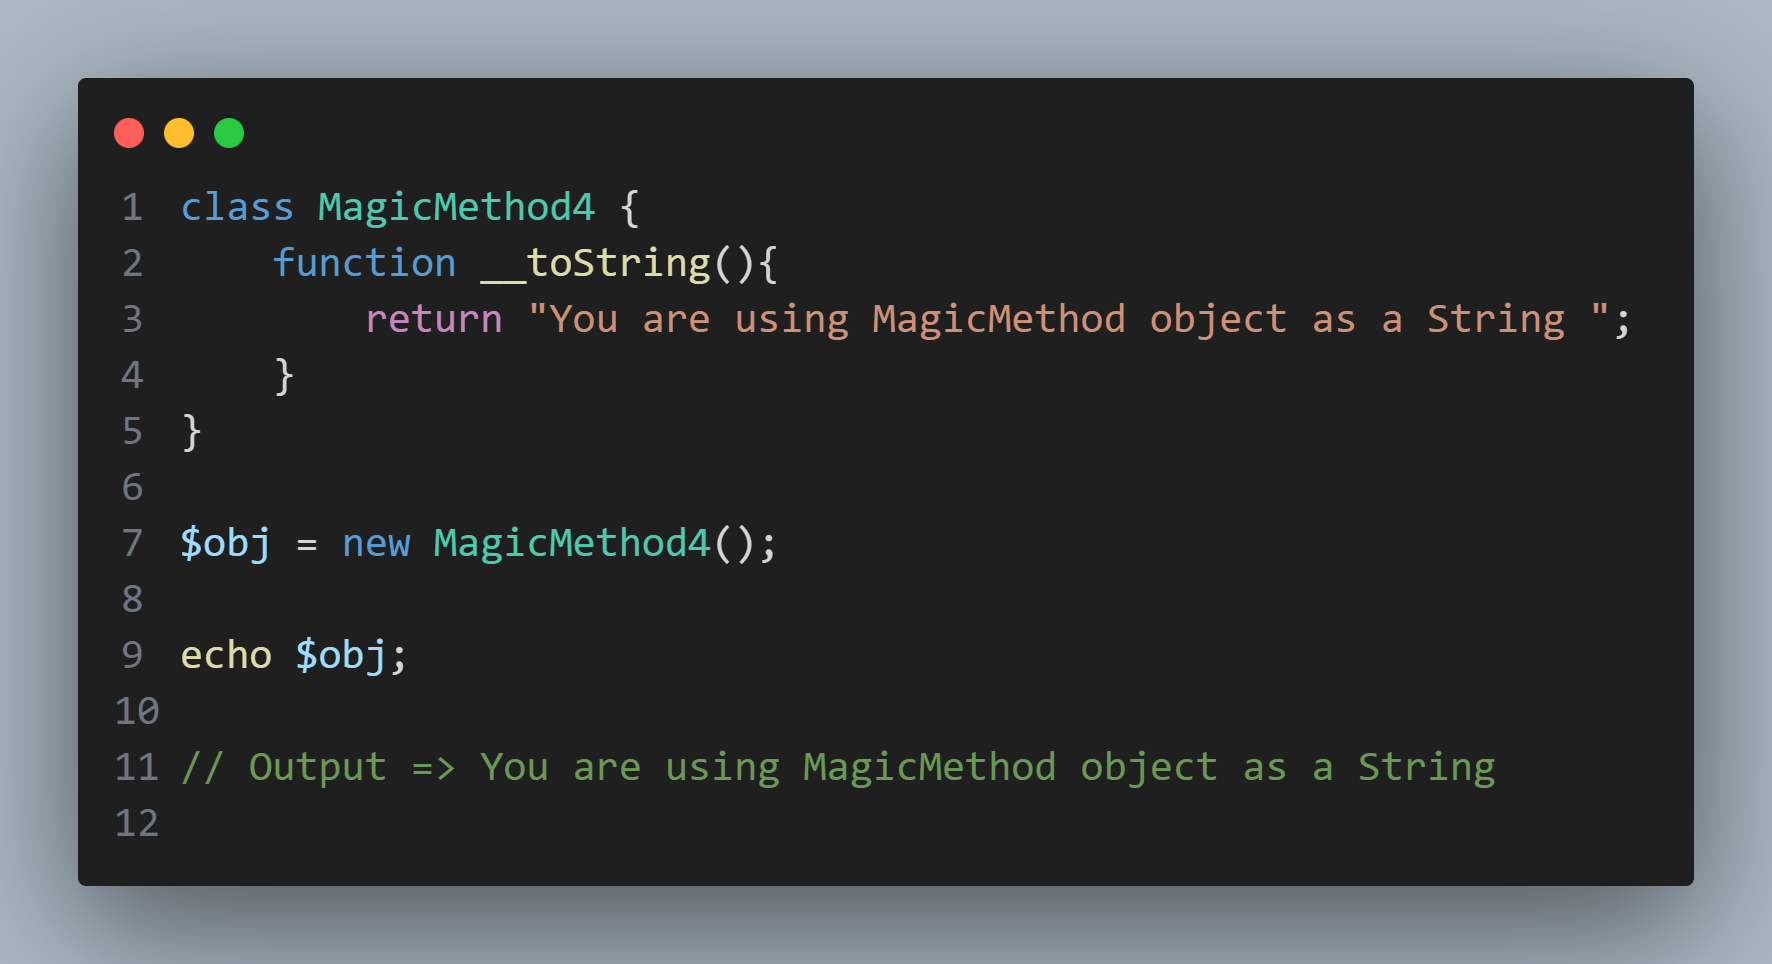 1 class MagicMethod4 {
2     function __toString(){
3         return "You are using MagicMethod object as a String ";
4     }
5 }
6
7 $obj = new MagicMethod4();
8
9 echo $obj;
10
11 // Output => You are using MagicMethod object as a String
12